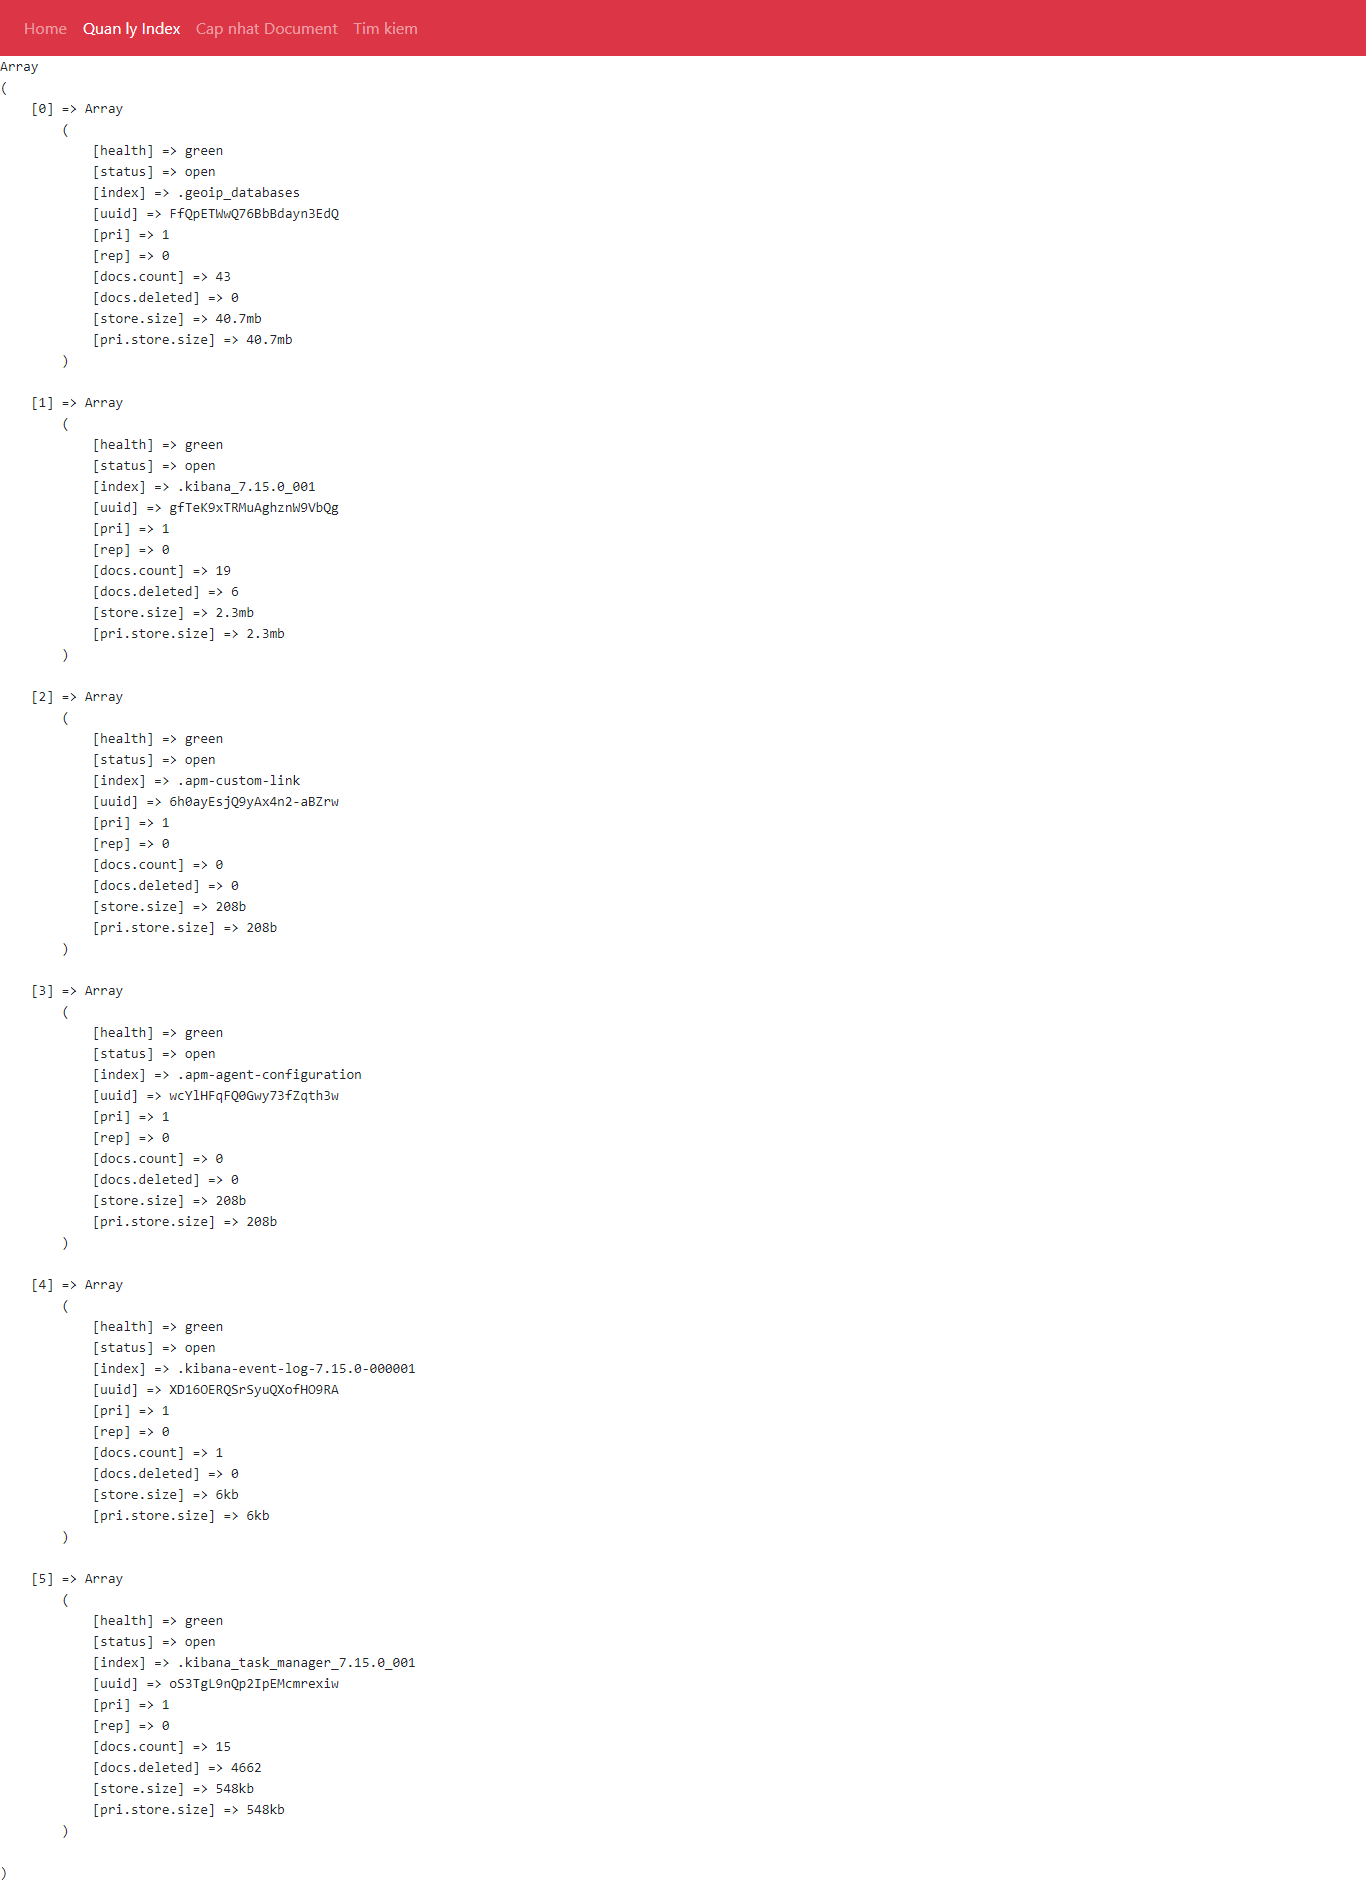 Home Quan ly Index Cap nhat Document Tim kiem
Array
(
    [0] => Array
        (
            [health] => green
            [status] => open
            [index] => .geoip_databases
            [uuid] => FfQpETWwQ76BbBdayn3EdQ
            [pri] => 1
            [rep] => 0
            [docs.count] => 43
            [docs.deleted] => 0
            [store.size] => 40.7mb
            [pri.store.size] => 40.7mb
        )

    [1] => Array
        (
            [health] => green
            [status] => open
            [index] => .kibana_7.15.0_001
            [uuid] => gfTeK9xTRMuAghznW9VbQg
            [pri] => 1
            [rep] => 0
            [docs.count] => 19
            [docs.deleted] => 6
            [store.size] => 2.3mb
            [pri.store.size] => 2.3mb
        )

    [2] => Array
        (
            [health] => green
            [status] => open
            [index] => .apm-custom-link
            [uuid] => 6h0ayEsjQ9yAx4n2-aBZrw
            [pri] => 1
            [rep] => 0
            [docs.count] => 0
            [docs.deleted] => 0
            [store.size] => 208b
            [pri.store.size] => 208b
        )

    [3] => Array
        (
            [health] => green
            [status] => open
            [index] => .apm-agent-configuration
            [uuid] => wcYlHFqFQ0Gwy73fZqth3w
            [pri] => 1
            [rep] => 0
            [docs.count] => 0
            [docs.deleted] => 0
            [store.size] => 208b
            [pri.store.size] => 208b
        )

    [4] => Array
        (
            [health] => green
            [status] => open
            [index] => .kibana-event-log-7.15.0-000001
            [uuid] => XD16OERQSrSyuQXofHO9RA
            [pri] => 1
            [rep] => 0
            [docs.count] => 1
            [docs.deleted] => 0
            [store.size] => 6kb
            [pri.store.size] => 6kb
        )

    [5] => Array
        (
            [health] => green
            [status] => open
            [index] => .kibana_task_manager_7.15.0_001
            [uuid] => oS3TgL9nQp2IpEMcmrexiw
            [pri] => 1
            [rep] => 0
            [docs.count] => 15
            [docs.deleted] => 4662
            [store.size] => 548kb
            [pri.store.size] => 548kb
        )

)